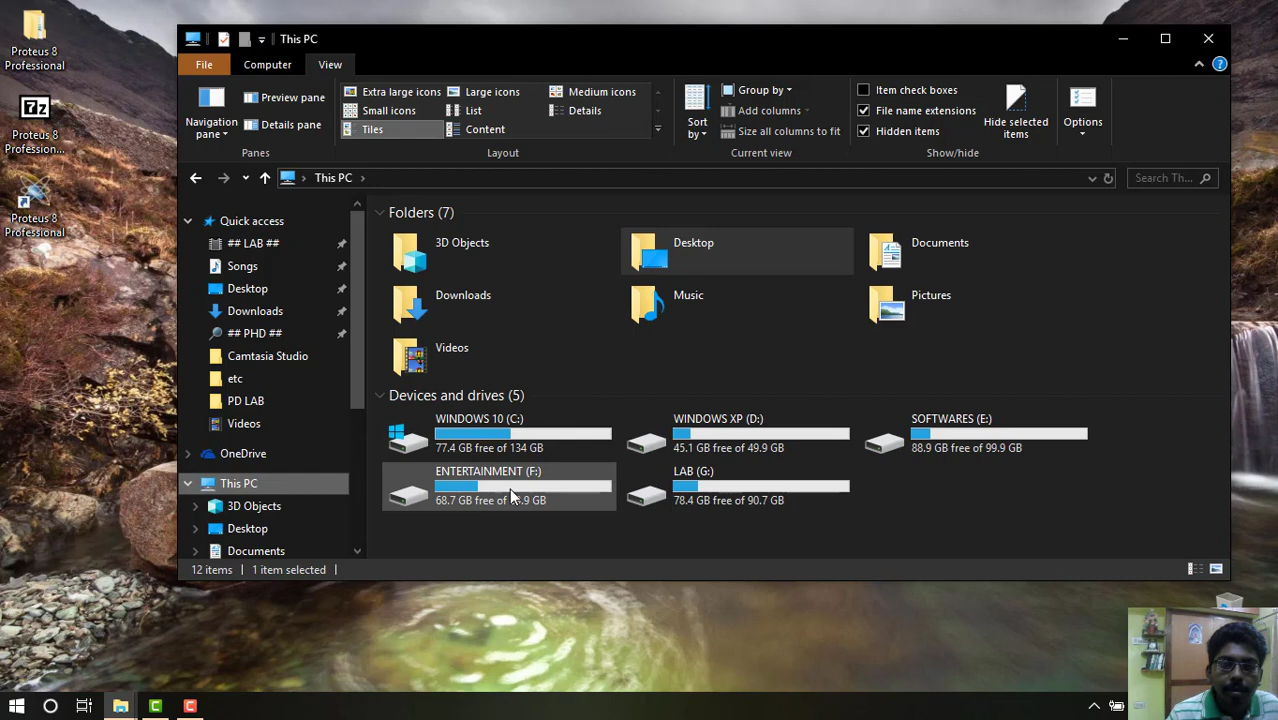 Proteus 8
Professional
7z
Proteus 8
Profession...
Proteus 8
Professional
This PC
File
Computer
View
?
Navigation
pane
Preview pane
Details pane
Panes
Extra large icons
Large icons
Medium icons
Small icons
List
Details
Tiles
Content
Layout
Sort
by
Group by
Add columns
Size all columns to fit
Current view
Item check boxes
File name extensions
Hidden items
Hide selected
items
Show/hide
Options
This PC
Search Th...
Quick access
## LAB ##
Songs
Desktop
Downloads
## PHD ##
Camtasia Studio
etc
PD LAB
Videos
OneDrive
This PC
3D Objects
Desktop
Documents
Folders (7)
3D Objects
Desktop
Documents
Downloads
Music
Pictures
Videos
Devices and drives (5)
WINDOWS 10 (C:)
77.4 GB free of 134 GB
WINDOWS XP (D:)
45.1 GB free of 49.9 GB
SOFTWARES (E:)
88.9 GB free of 99.9 GB
ENTERTAINMENT (F:)
68.7 GB free of .9 GB
LAB (G:)
78.4 GB free of 90.7 GB
12 items
1 item selected